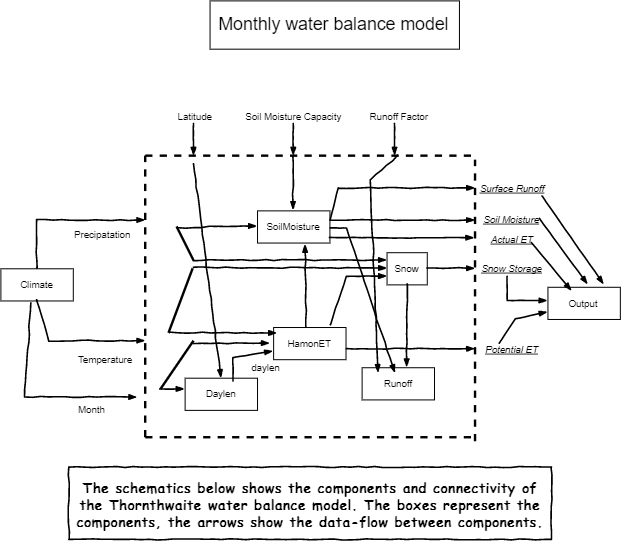 Monthly water balance model
Latitude
Soil Moisture Capacity
Runoff Factor
Surface Runoff
Soil Moisture
SoilMoisture
Precipatation
Actual ET
Snow
Snow Storage
Climate
Output
HamonET
Potential ET
Temperature
daylen
Daylen
Runoff
Month
The schematics below shows the components and connectivity of
the Thornthwaite water balance model. The boxes represent the
components, the arrows show the data-flow between components.